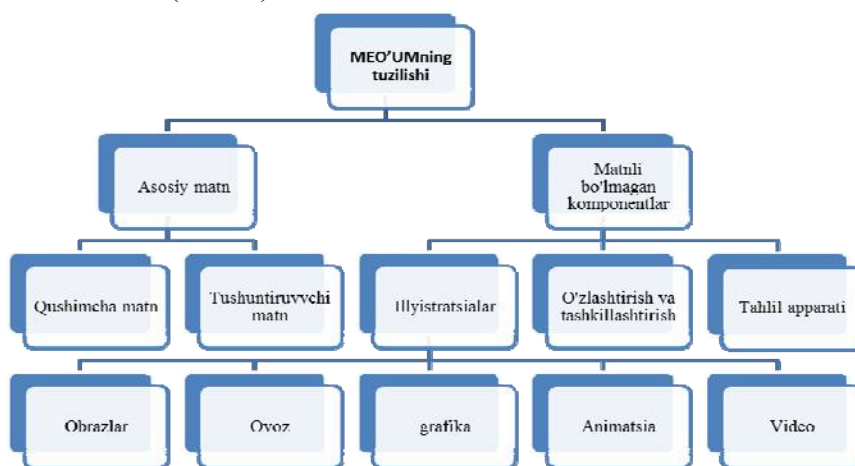 MEO'UMning
tuzilishi
Asosiy matn
Matnli
bo'lmagan
komponentlar
Qushimcha matn
Tushuntiruvvchi
matn
Illyistratsialar
O'zlashtirish va
tashkillashtirish
Tahlil apparati
Obrazlar
Ovoz
grafika
Animatsia
Video